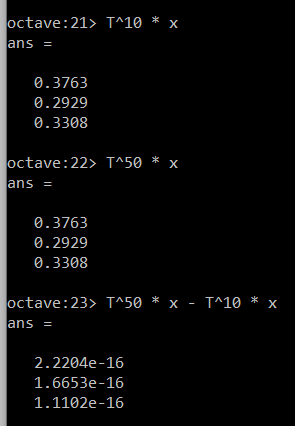 octave:21> T^10 * x
ans =
0.3763
0.2929
0.3308
octave:22> T^50 * x
ans =
0.3763
0.2929
0.3308
octave:23> T^50 * x - T^10 * x
ans =
2.2204e-16
1.6653e-16
1.1102e-16